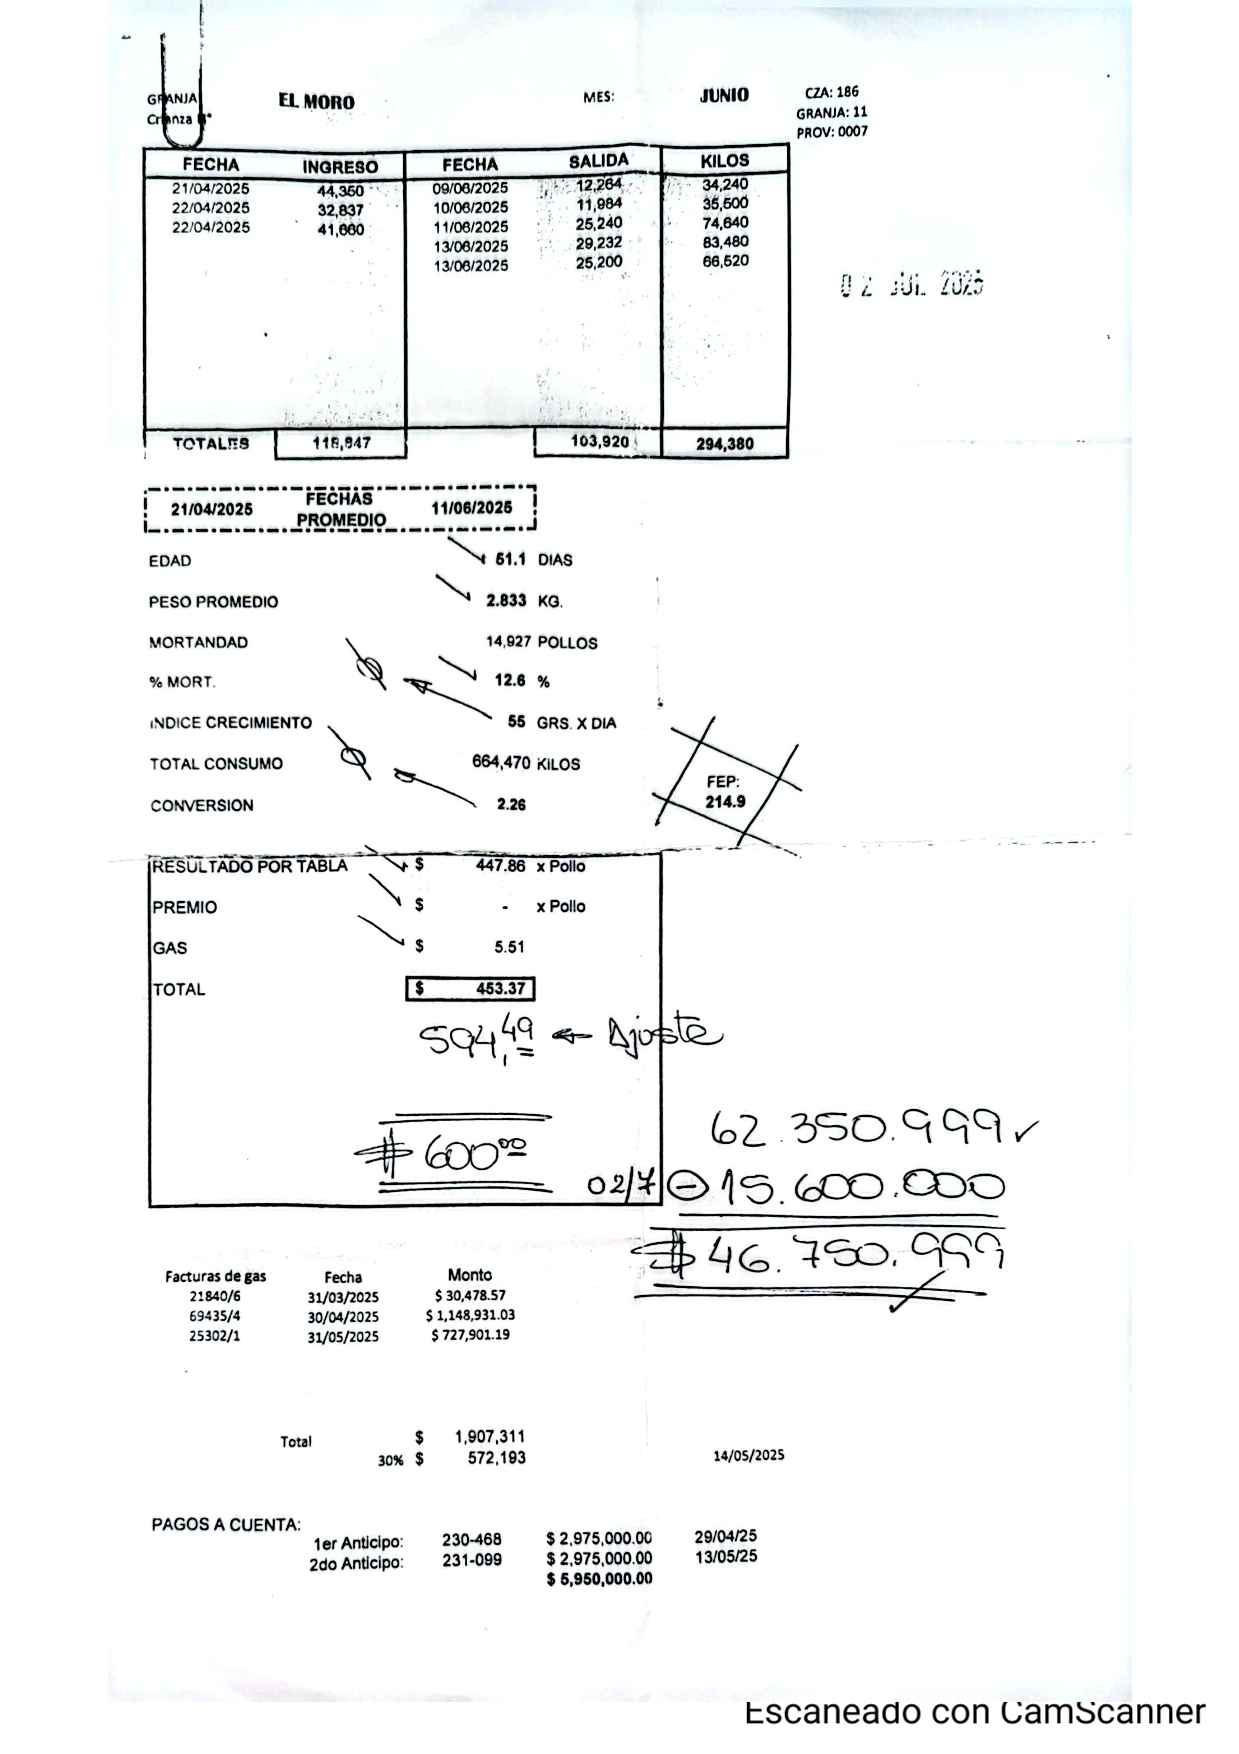 GRANJA EL MORO MES: JUNIO CZA: 186
Crianza N° GRANJA: 11
PROV: 0007
FECHA INGRESO FECHA SALIDA KILOS
21/04/2025 44,350 09/06/2025 12,264 34,240
22/04/2025 32,837 10/06/2025 11,984 35,500
22/04/2025 41,660 11/06/2025 25,240 74,640
13/06/2025 29,232 83,480
13/06/2025 25,200 66,520
02 JUL. 2025
TOTALES 118,847 103,920 294,380
21/04/2025 FECHAS PROMEDIO 11/06/2025
EDAD 51.1 DIAS
PESO PROMEDIO 2.833 KG.
MORTANDAD 14,927 POLLOS
% MORT. 12.6 %
INDICE CRECIMIENTO 55 GRS. X DIA
TOTAL CONSUMO 664,470 KILOS
FEP:
214.9
CONVERSION 2.26
RESULTADO POR TABLA $ 447.86 x Pollo
PREMIO $ - x Pollo
GAS $ 5.51
TOTAL $ 453.37
594,49 ← Ajuste
62.350.999 ✓
$ 600 00
02/7 ⊖ 15.600.000
$ 46.750.999
Facturas de gas Fecha Monto
21840/6 31/03/2025 $ 30,478.57
69435/4 30/04/2025 $ 1,148,931.03
25302/1 31/05/2025 $ 727,901.19
Total $ 1,907,311
30% $ 572,193 14/05/2025
PAGOS A CUENTA:
1er Anticipo: 230-468 $ 2,975,000.00 29/04/25
2do Anticipo: 231-099 $ 2,975,000.00 13/05/25
$ 5,950,000.00
Escaneado con CamScanner